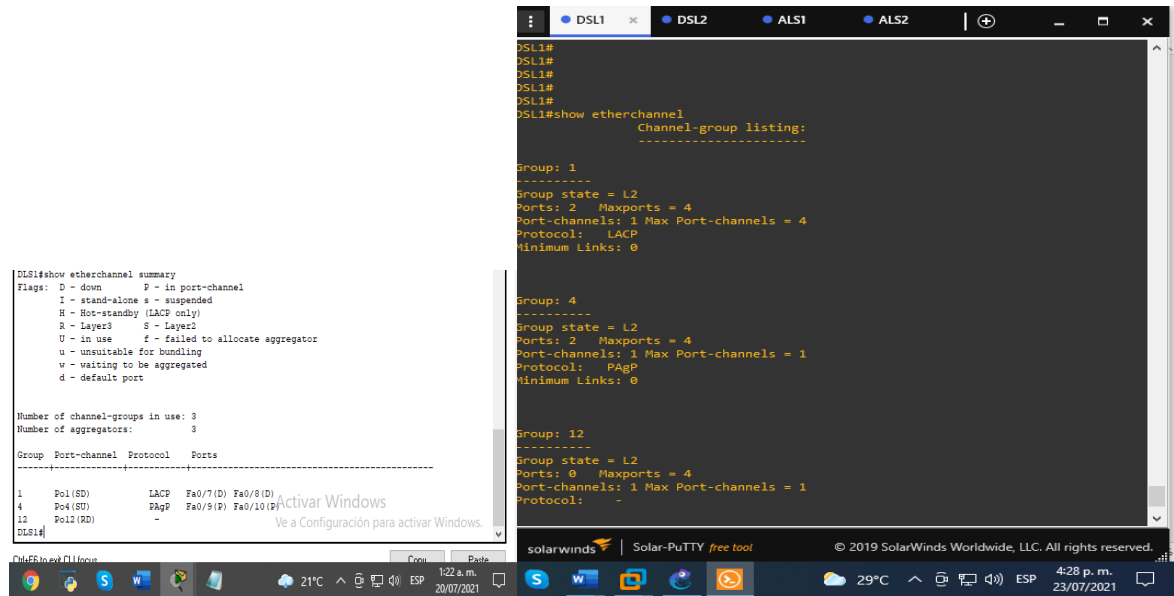 DLS1#show etherchannel summary
Flags:  D - down        P - in port-channel
I - stand-alone s - suspended
H - Hot-standby (LACP only)
R - Layer3      S - Layer2
U - in use      f - failed to allocate aggregator
u - unsuitable for bundling
w - waiting to be aggregated
d - default port
Number of channel-groups in use: 3
Number of aggregators:           3
Group  Port-channel  Protocol    Ports
------+-------------+-----------+----------------------------------------------
1      Po1(SD)         LACP   Fa0/7(D) Fa0/8(D)
4      Po4(SU)         PAgP   Fa0/9(P) Fa0/10(P)
12     Po12(RD)         -
DLS1#
Activar Windows
Ve a Configuración para activar Windows.
Ctrl+F6 to exit CLI focus
Copy
Paste
21°C
ESP
1:22 a. m.
20/07/2021
DSL1
DSL2
ALS1
ALS2
DSL1#
DSL1#
DSL1#
DSL1#
DSL1#
DSL1#show etherchannel
Channel-group listing:
----------------------
Group: 1
----------
Group state = L2
Ports: 2   Maxports = 4
Port-channels: 1 Max Port-channels = 4
Protocol:   LACP
Minimum Links: 0
Group: 4
----------
Group state = L2
Ports: 2   Maxports = 4
Port-channels: 1 Max Port-channels = 1
Protocol:   PAgP
Minimum Links: 0
Group: 12
----------
Group state = L2
Ports: 0   Maxports = 4
Port-channels: 1 Max Port-channels = 1
Protocol:    -
solarwinds
Solar-PuTTY free tool
© 2019 SolarWinds Worldwide, LLC. All rights reserved.
29°C
ESP
4:28 p. m.
23/07/2021